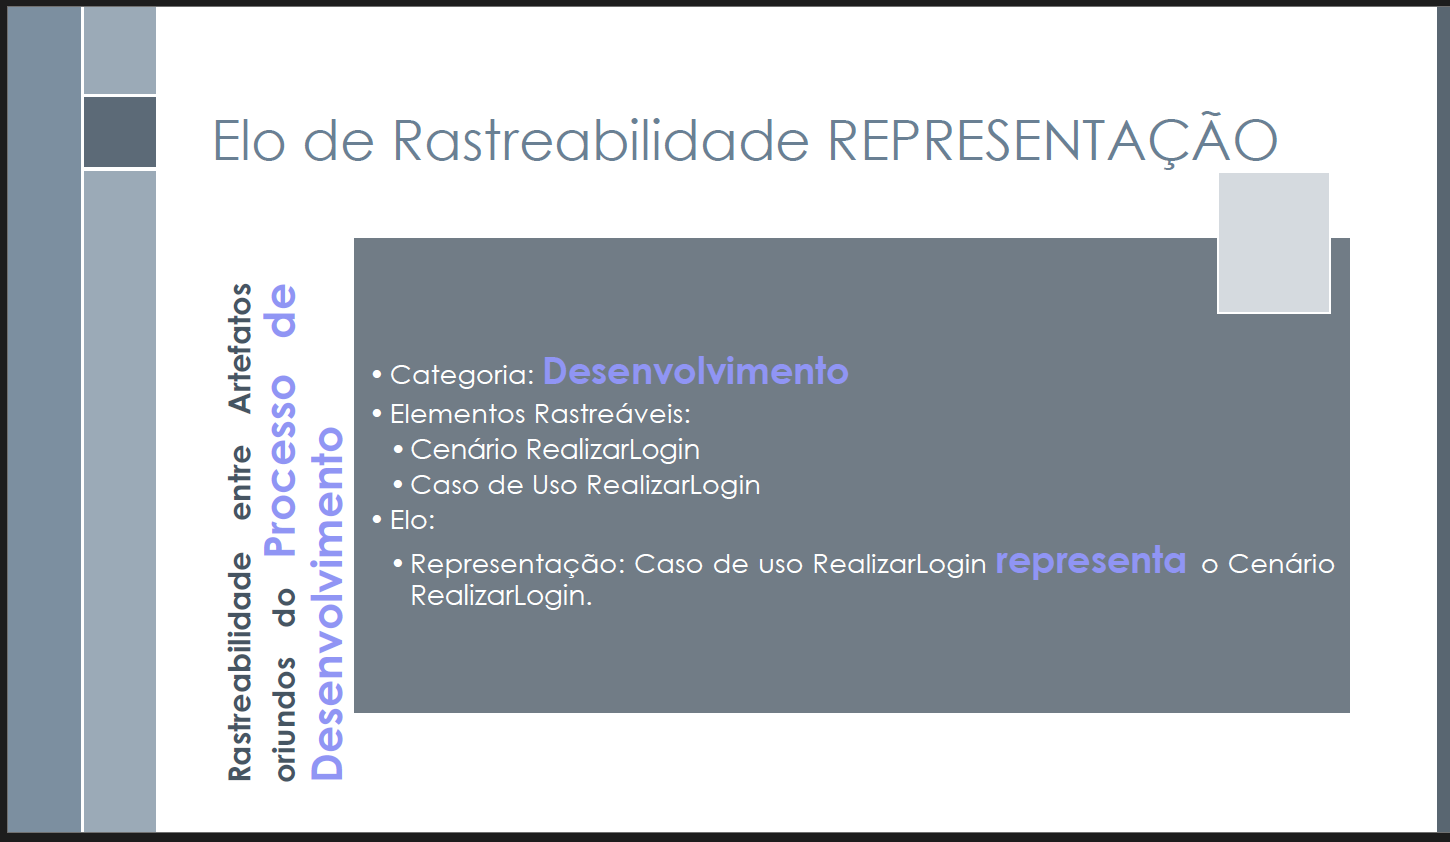 Elo de Rastreabilidade REPRESENTAÇÃO
Rastreabilidade entre Artefatos
oriundos do Processo de
Desenvolvimento
• Categoria: Desenvolvimento
• Elementos Rastreáveis:
• Cenário RealizarLogin
• Caso de Uso RealizarLogin
• Elo:
• Representação: Caso de uso RealizarLogin representa o Cenário
RealizarLogin.